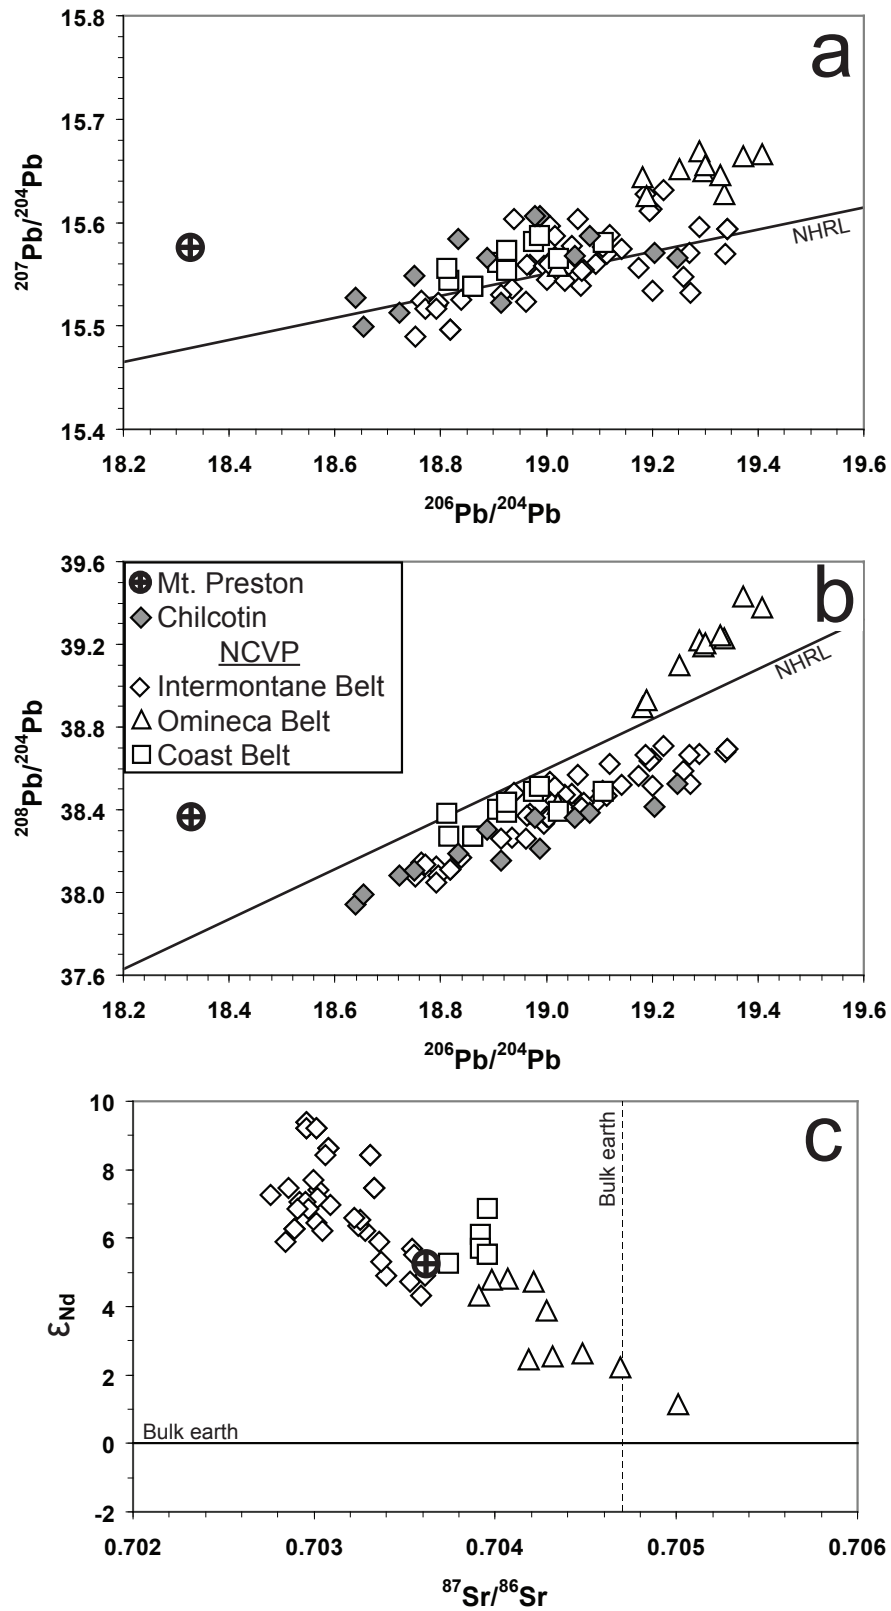 15.8
15.7
15.6
15.5
15.4
²⁰⁷Pb/²⁰⁴Pb
a
NHRL
18.2 18.4 18.6 18.8 19.0 19.2 19.4 19.6
²⁰⁶Pb/²⁰⁴Pb
39.6
39.2
38.8
38.4
38.0
37.6
²⁰⁸Pb/²⁰⁴Pb
Mt. Preston
Chilcotin
NCVP
Intermontane Belt
Omineca Belt
Coast Belt
b
NHRL
18.2 18.4 18.6 18.8 19.0 19.2 19.4 19.6
²⁰⁶Pb/²⁰⁴Pb
10
8
6
4
2
0
-2
εNd
c
Bulk earth
Bulk earth
0.702 0.703 0.704 0.705 0.706
⁸⁷Sr/⁸⁶Sr